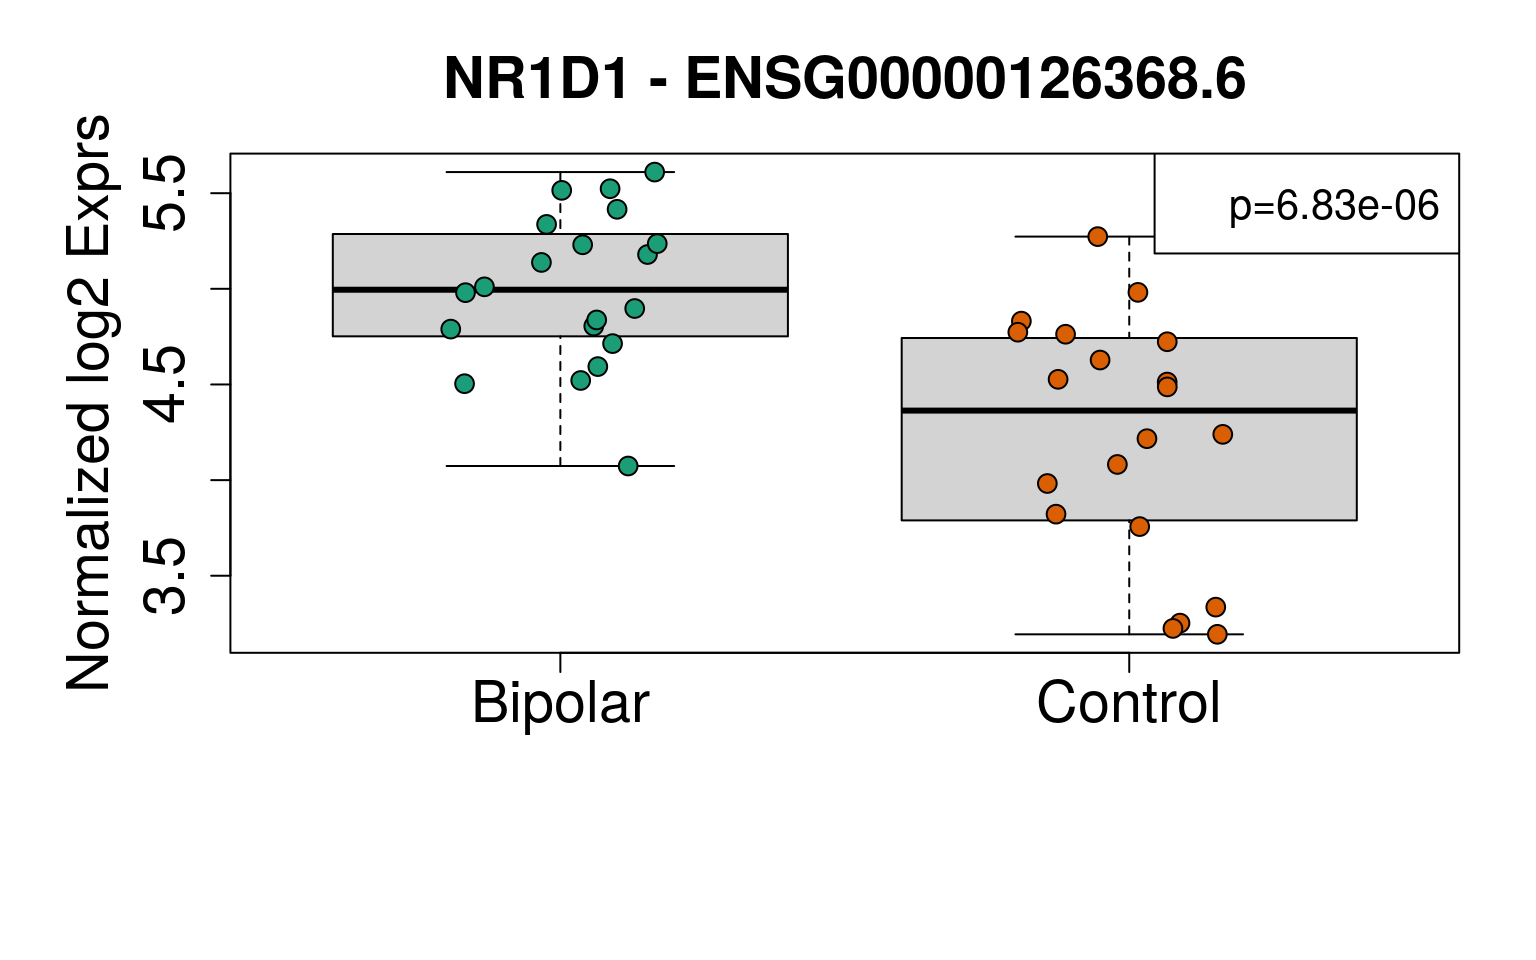 NR1D1 - ENSG00000126368.6
Normalized log2 Exprs
5.5
4.5
3.5
p=6.83e-06
Bipolar
Control